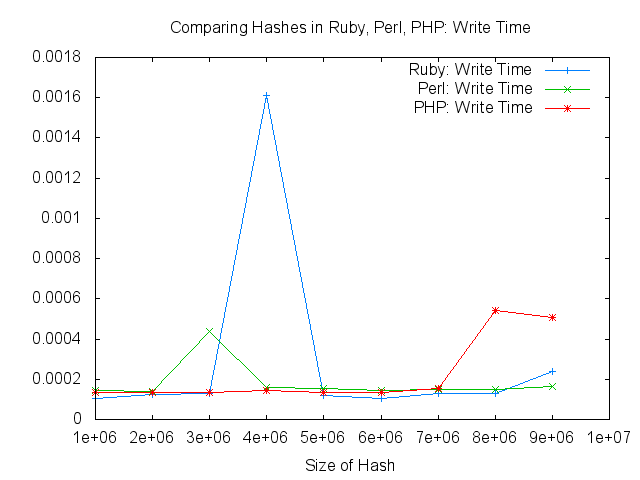 Comparing Hashes in Ruby, Perl, PHP: Write Time
0.0018
0.0016
0.0014
0.0012
0.001
0.0008
0.0006
0.0004
0.0002
0
Ruby: Write Time
Perl: Write Time
PHP: Write Time
1e+06 2e+06 3e+06 4e+06 5e+06 6e+06 7e+06 8e+06 9e+06 1e+07
Size of Hash